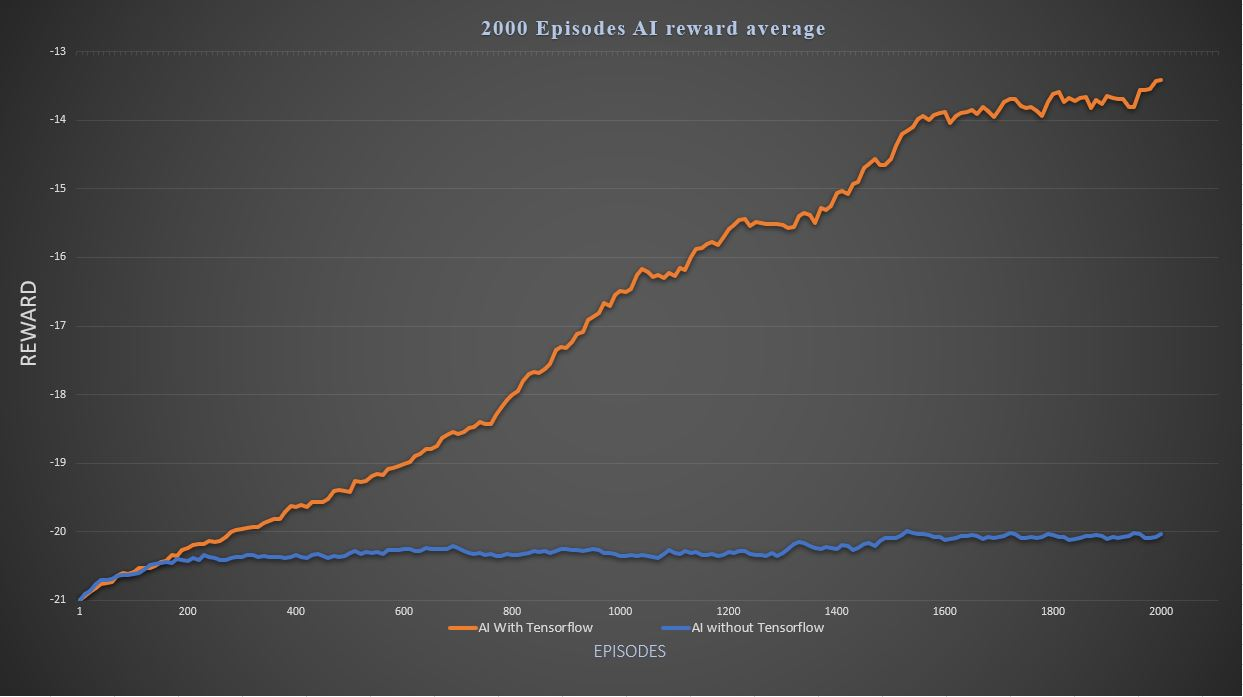 2000 Episodes AI reward average
-13
-14
-15
-16
-17
-18
-19
-20
-21
REWARD
1 200 400 600 800 1000 1200 1400 1600 1800 2000
AI With Tensorflow AI without Tensorflow
EPISODES